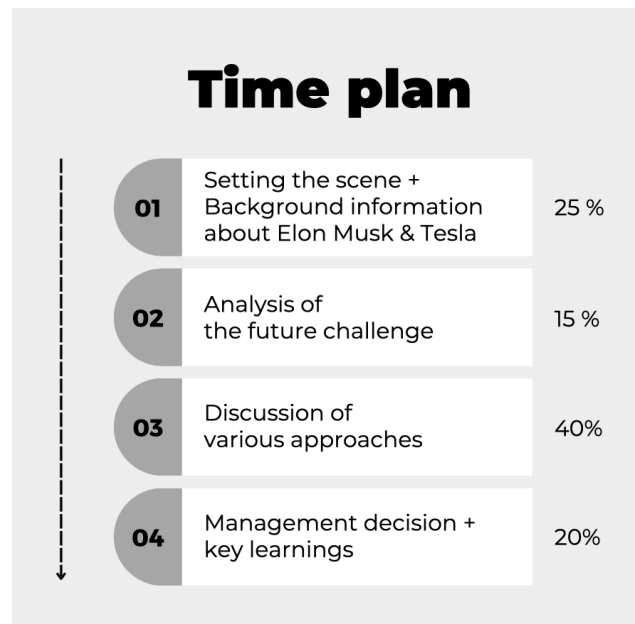 Time plan
01
Setting the scene +
Background information
about Elon Musk & Tesla
25 %
02
Analysis of
the future challenge
15 %
03
Discussion of
various approaches
40%
04
Management decision +
key learnings
20%